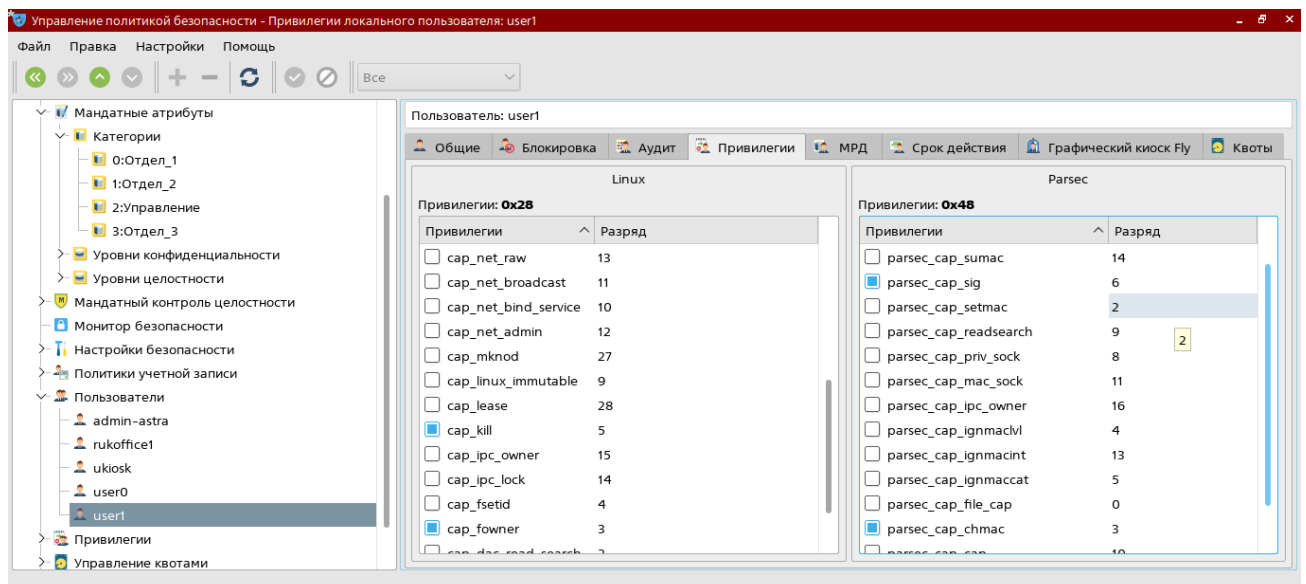 Управление политикой безопасности - Привилегии локального пользователя: user1
Файл Правка Настройки Помощь
Все
Мандатные атрибуты
Категории
0:Отдел_1
1:Отдел_2
2:Управление
3:Отдел_3
Уровни конфиденциальности
Уровни целостности
Мандатный контроль целостности
Монитор безопасности
Настройки безопасности
Политики учетной записи
Пользователи
admin-astra
rukoffice1
ukiosk
user0
user1
Привилегии
Управление квотами
Пользователь: user1
Общие Блокировка Аудит Привилегии МРД Срок действия Графический киоск Fly Квоты
Linux
Привилегии: 0x28
Привилегии Разряд
cap_net_raw 13
cap_net_broadcast 11
cap_net_bind_service 10
cap_net_admin 12
cap_mknod 27
cap_linux_immutable 9
cap_lease 28
cap_kill 5
cap_ipc_owner 15
cap_ipc_lock 14
cap_fsetid 4
cap_fowner 3
cap_dac_read_search 2
Parsec
Привилегии: 0x48
Привилегии Разряд
parsec_cap_sumac 14
parsec_cap_sig 6
parsec_cap_setmac 2
parsec_cap_readsearch 9
2
parsec_cap_priv_sock 8
parsec_cap_mac_sock 11
parsec_cap_ipc_owner 16
parsec_cap_ignmaclvl 4
parsec_cap_ignmacint 13
parsec_cap_ignmaccat 5
parsec_cap_file_cap 0
parsec_cap_chmac 3
parsec_cap_cap 10